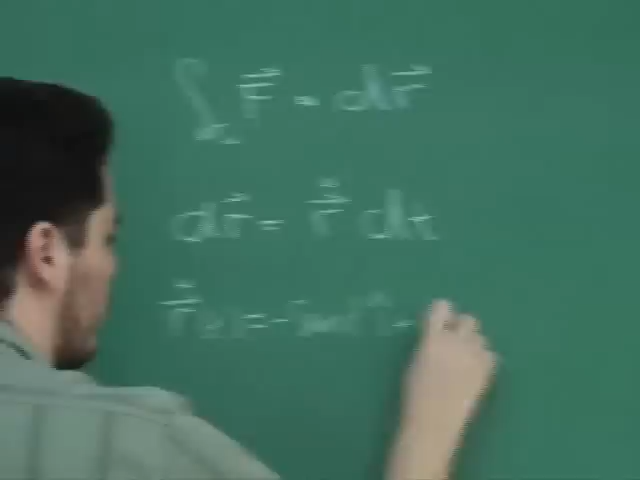 ∫ F⃗ · dr⃗
dr⃗ = ṙ⃗ dt
ṙ⃗(t) = -